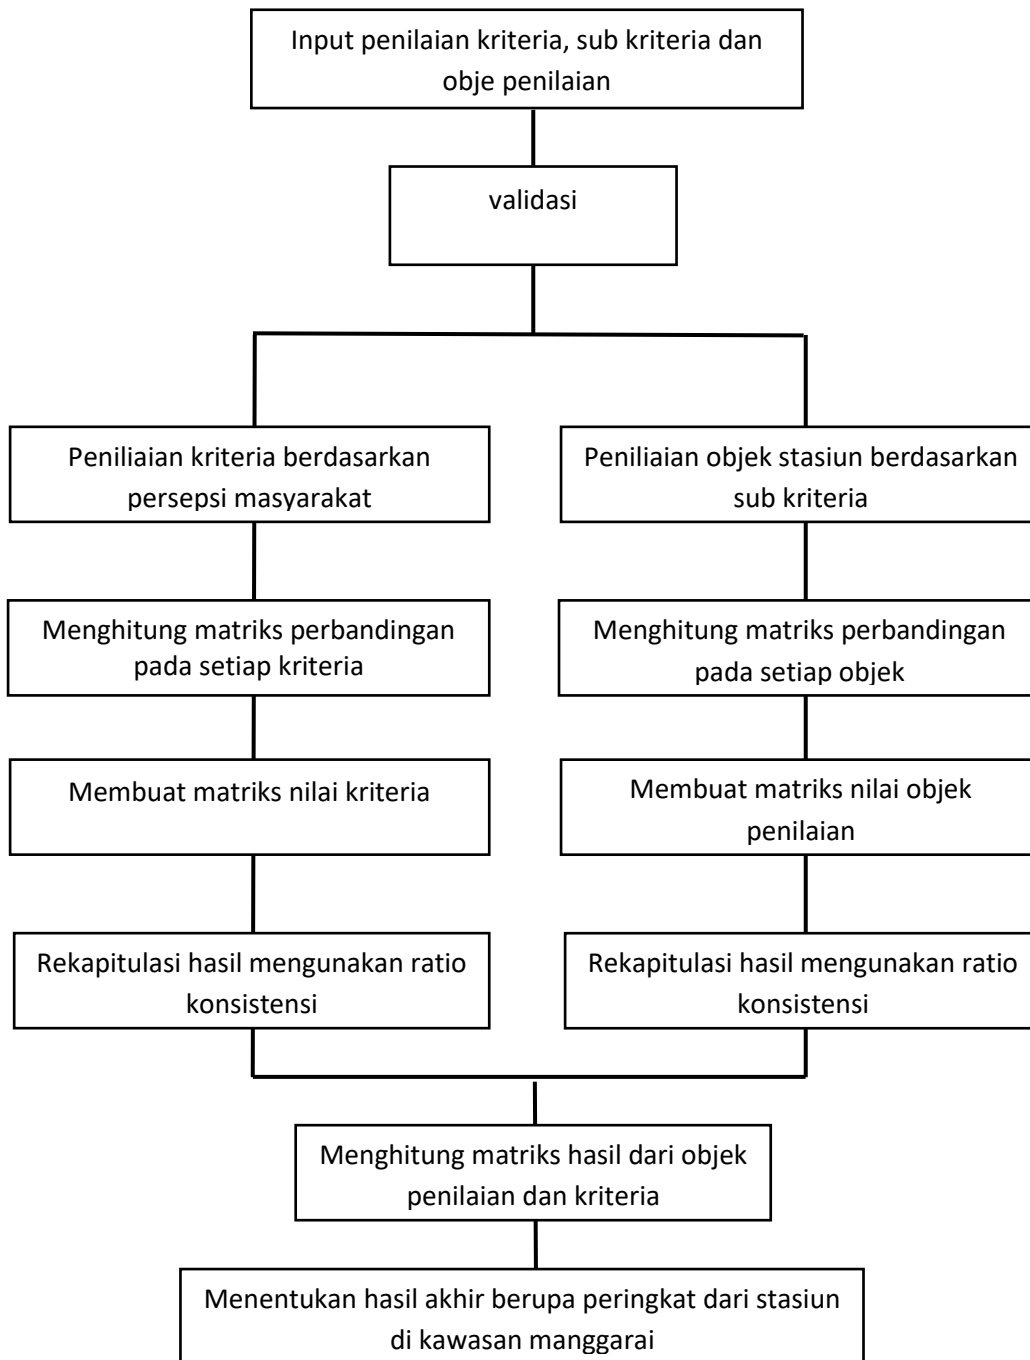 Input penilaian kriteria, sub kriteria dan
obje penilaian
validasi
Peniliaian kriteria berdasarkan
persepsi masyarakat
Peniliaian objek stasiun berdasarkan
sub kriteria
Menghitung matriks perbandingan
pada setiap kriteria
Menghitung matriks perbandingan
pada setiap objek
Membuat matriks nilai kriteria
Membuat matriks nilai objek
penilaian
Rekapitulasi hasil mengunakan ratio
konsistensi
Rekapitulasi hasil mengunakan ratio
konsistensi
Menghitung matriks hasil dari objek
penilaian dan kriteria
Menentukan hasil akhir berupa peringkat dari stasiun
di kawasan manggarai